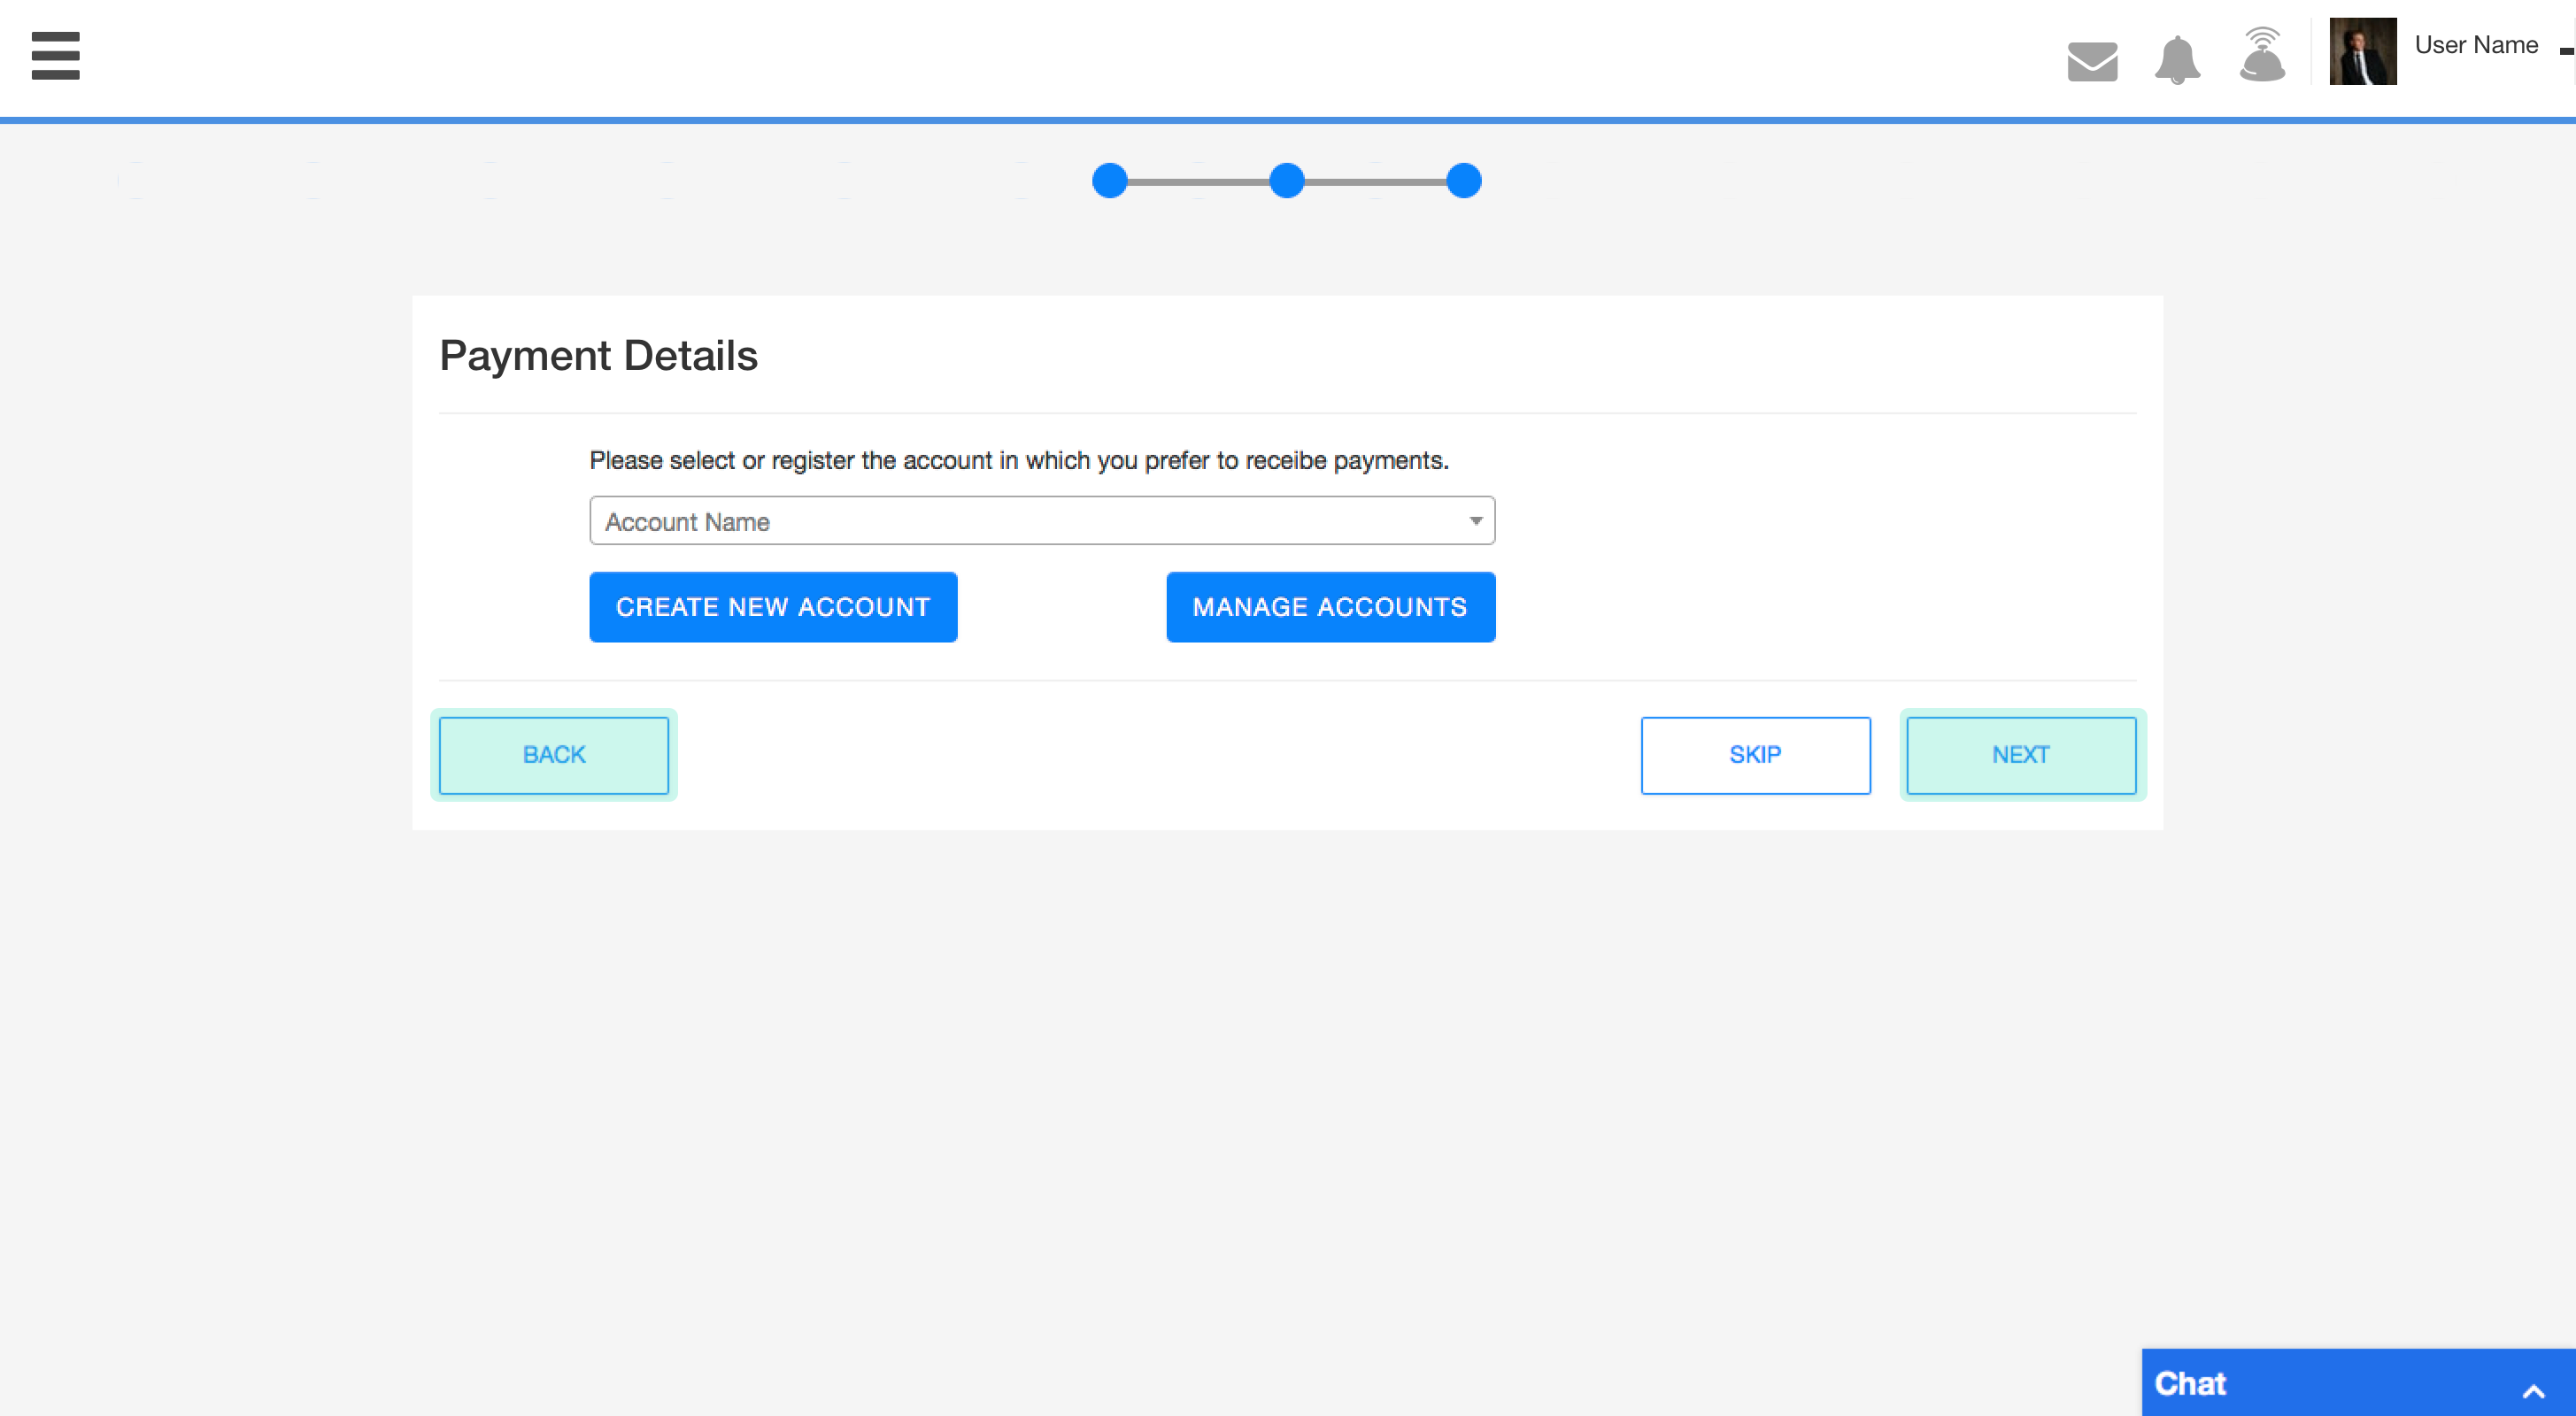 User Name
Payment Details
Please select or register the account in which you prefer to receibe payments.
Account Name
CREATE NEW ACCOUNT
MANAGE ACCOUNTS
BACK
SKIP
NEXT
Chat